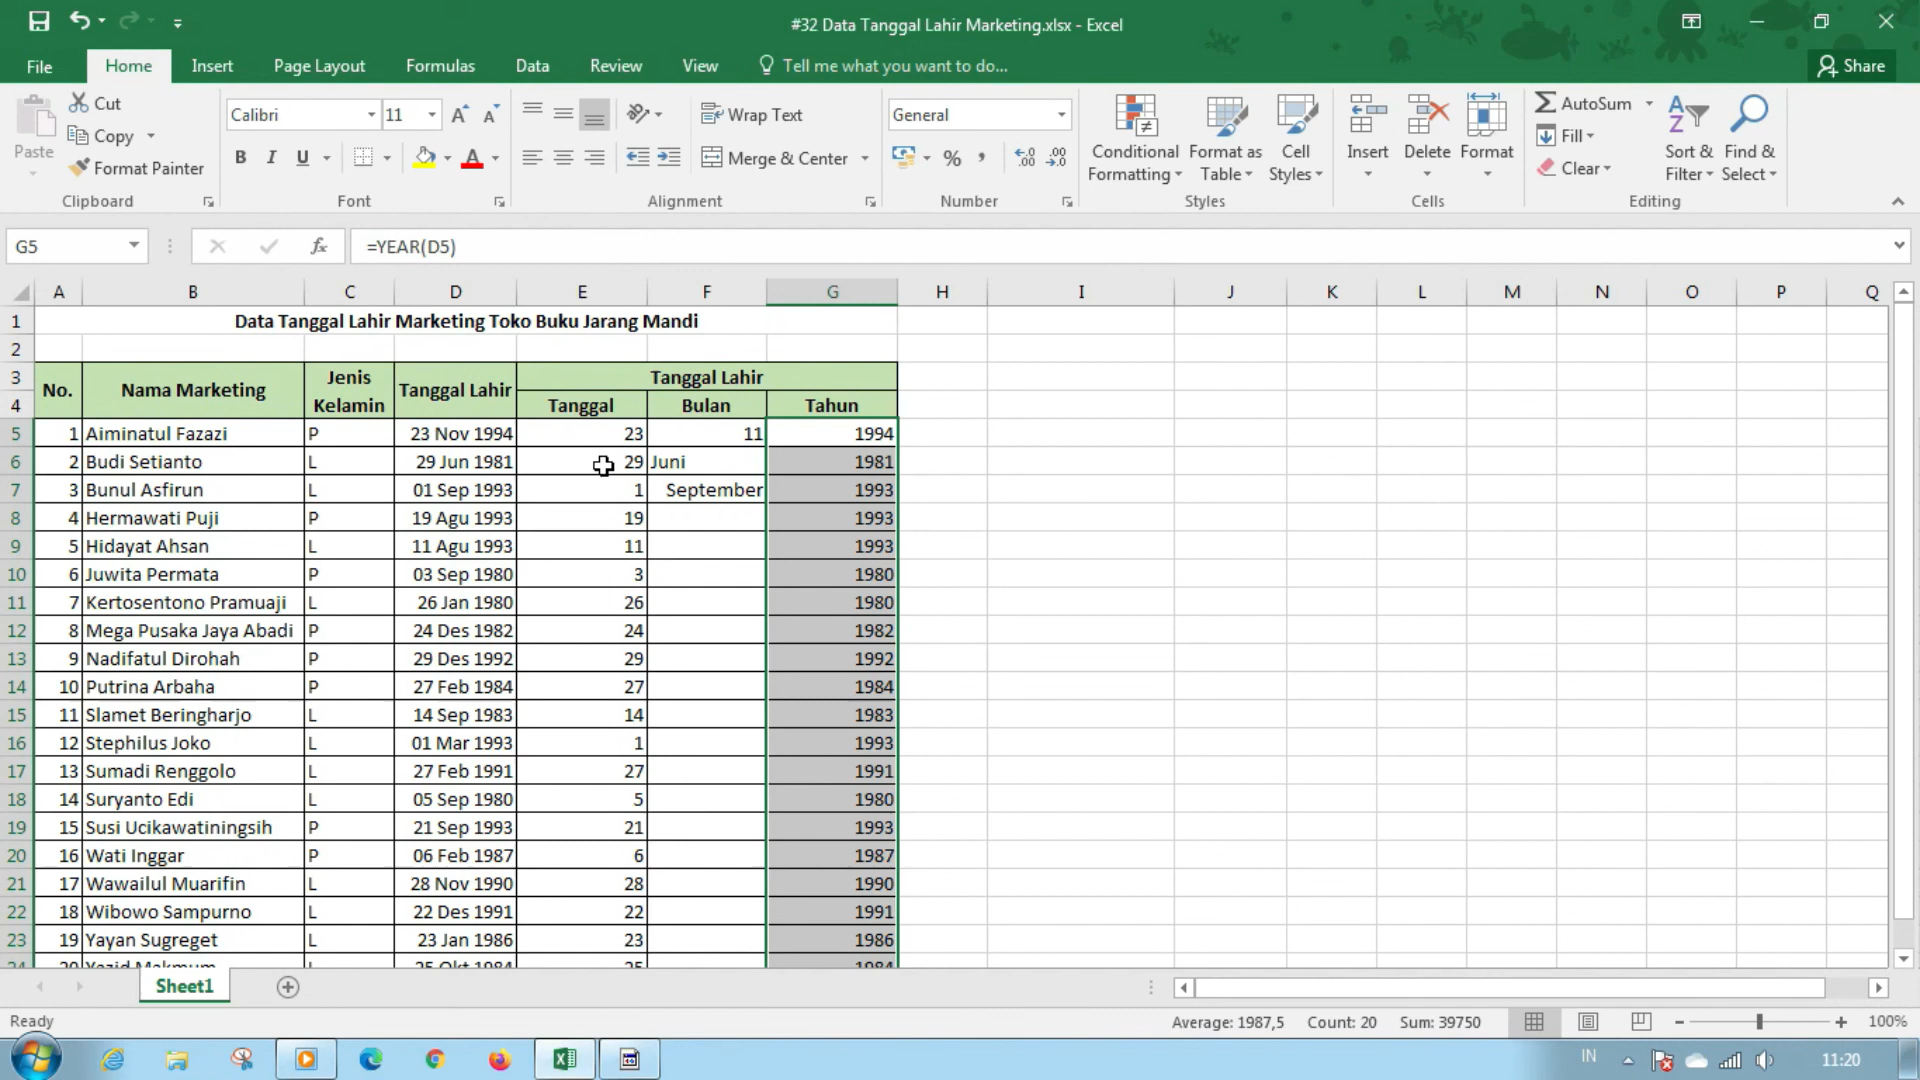 #32 Data Tanggal Lahir Marketing.xlsx - Excel
File Home Insert Page Layout Formulas Data Review View Tell me what you want to do... Share
Paste Cut Copy Format Painter Clipboard
Calibri 11 B I U A Font
Wrap Text Merge & Center Alignment
General % Number
Conditional Formatting Format as Table Cell Styles Styles
Insert Delete Format Cells
AutoSum Fill Clear Sort & Filter Find & Select Editing
G5 fx =YEAR(D5)
A B C D E F G H I J K L M N O P Q
1 Data Tanggal Lahir Marketing Toko Buku Jarang Mandi
2
3 No. Nama Marketing Jenis Kelamin Tanggal Lahir Tanggal Lahir
4 Tanggal Bulan Tahun
5 1 Aiminatul Fazazi P 23 Nov 1994 23 11 1994
6 2 Budi Setianto L 29 Jun 1981 29 Juni 1981
7 3 Bunul Asfirun L 01 Sep 1993 1 September 1993
8 4 Hermawati Puji P 19 Agu 1993 19 1993
9 5 Hidayat Ahsan L 11 Agu 1993 11 1993
10 6 Juwita Permata P 03 Sep 1980 3 1980
11 7 Kertosentono Pramuaji L 26 Jan 1980 26 1980
12 8 Mega Pusaka Jaya Abadi P 24 Des 1982 24 1982
13 9 Nadifatul Dirohah P 29 Des 1992 29 1992
14 10 Putrina Arbaha P 27 Feb 1984 27 1984
15 11 Slamet Beringharjo L 14 Sep 1983 14 1983
16 12 Stephilus Joko L 01 Mar 1993 1 1993
17 13 Sumadi Renggolo L 27 Feb 1991 27 1991
18 14 Suryanto Edi L 05 Sep 1980 5 1980
19 15 Susi Ucikawatiningsih P 21 Sep 1993 21 1993
20 16 Wati Inggar P 06 Feb 1987 6 1987
21 17 Wawailul Muarifin L 28 Nov 1990 28 1990
22 18 Wibowo Sampurno L 22 Des 1991 22 1991
23 19 Yayan Sugreget L 23 Jan 1986 23 1986
Sheet1
Ready Average: 1987,5 Count: 20 Sum: 39750 100%
IN 11:20